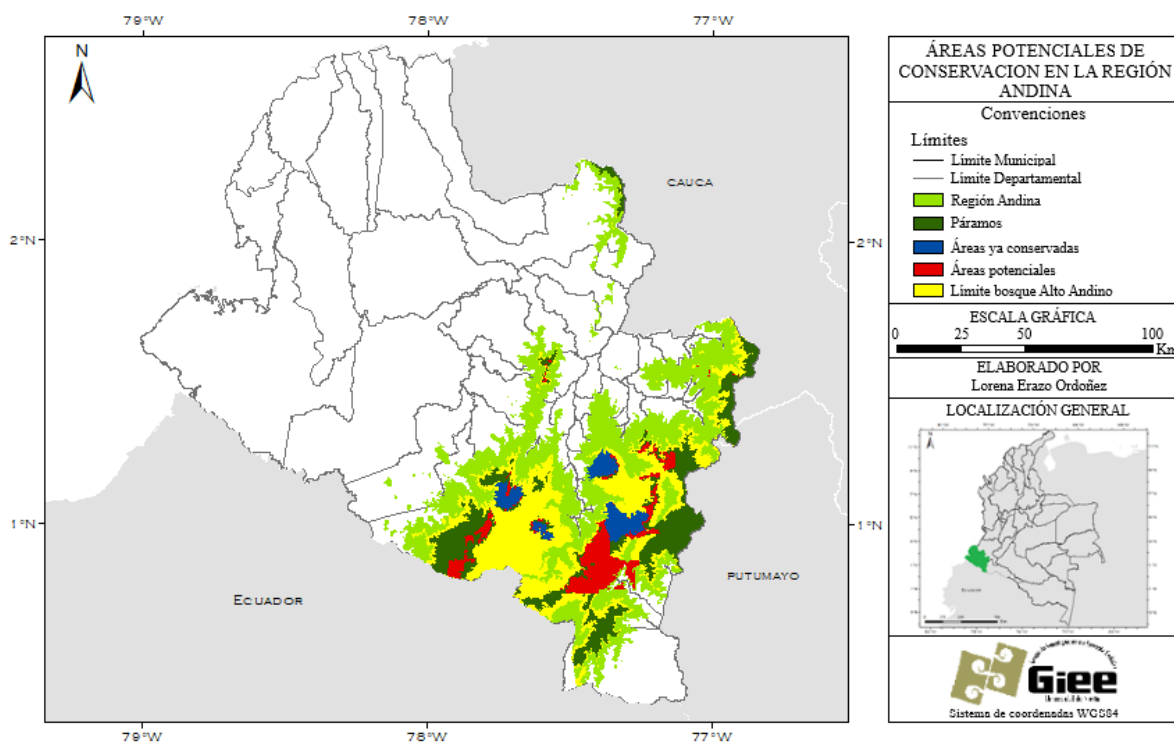 79°W 78°W 77°W
N
CAUCA
2°N 2°N
1°N 1°N
PUTUMAYO
ECUADOR
79°W 78°W 77°W
ÁREAS POTENCIALES DE
CONSERVACION EN LA REGIÓN
ANDINA
Convenciones
Límites
Límite Municipal
Límite Departamental
Región Andina
Páramos
Áreas ya conservadas
Áreas potenciales
Limite bosque Alto Andino
ESCALA GRÁFICA
0 25 50 100
Km
ELABORADO POR
Lorena Erazo Ordoñez
LOCALIZACIÓN GENERAL
N
Giee
Sistema de coordenadas WGS84